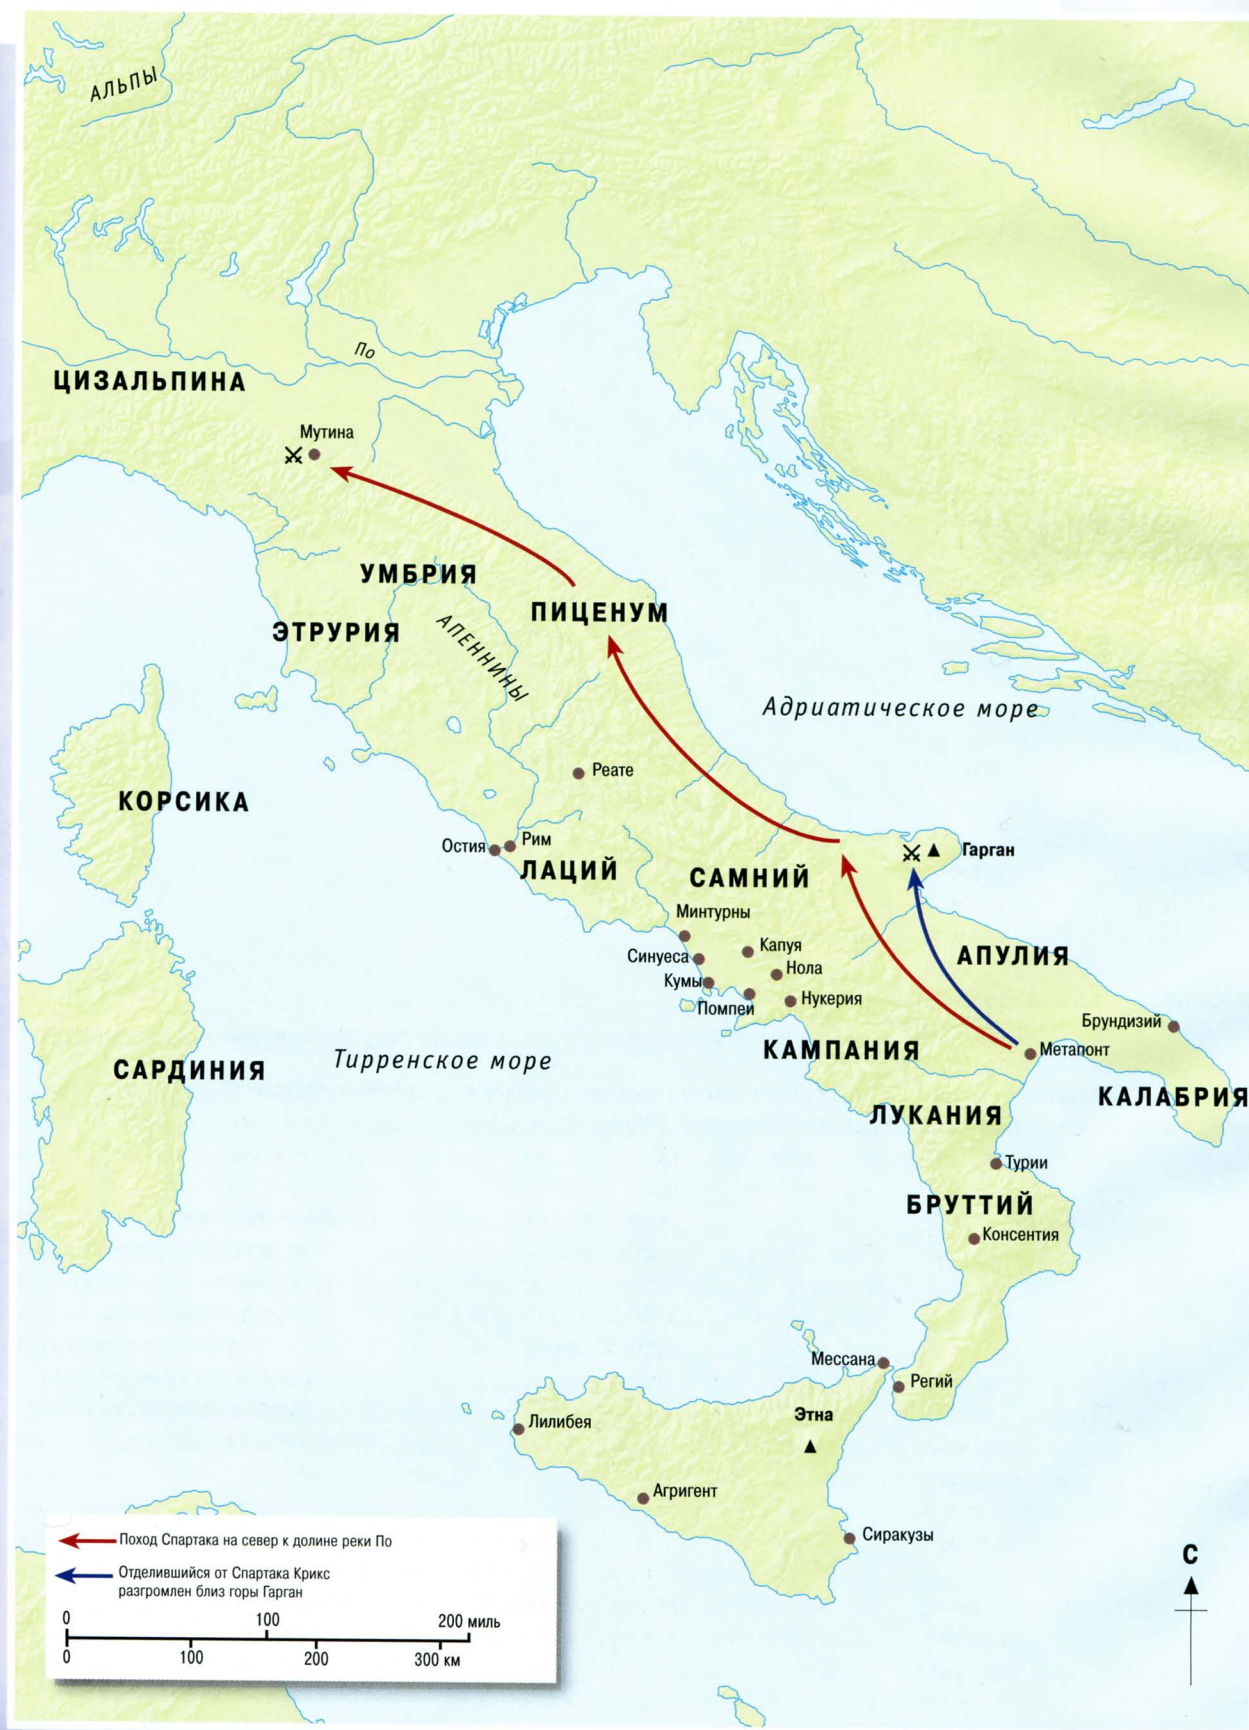 АЛЬПЫ
По
ЦИЗАЛЬПИНА
Мутина
УМБРИЯ
ПИЦЕНУМ
ЭТРУРИЯ
АПЕННИНЫ
Адриатическое море
Реате
КОРСИКА
Остия
Рим
Гарган
ЛАЦИЙ
САМНИЙ
Минтурны
Капуя
Синуеса
АПУЛИЯ
Нола
Кумы
Нукерия
Помпеи
Брундизий
КАМПАНИЯ
Метапонт
Тирренское море
САРДИНИЯ
КАЛАБРИЯ
ЛУКАНИЯ
Турии
БРУТТИЙ
Консентия
Мессана
Регий
Этна
Лилибея
Агригент
Сиракузы
С
Поход Спартака на север к долине реки По
Отделившийся от Спартака Крикс
разгромлен близ горы Гарган
0 100 200 миль
0 100 200 300 км